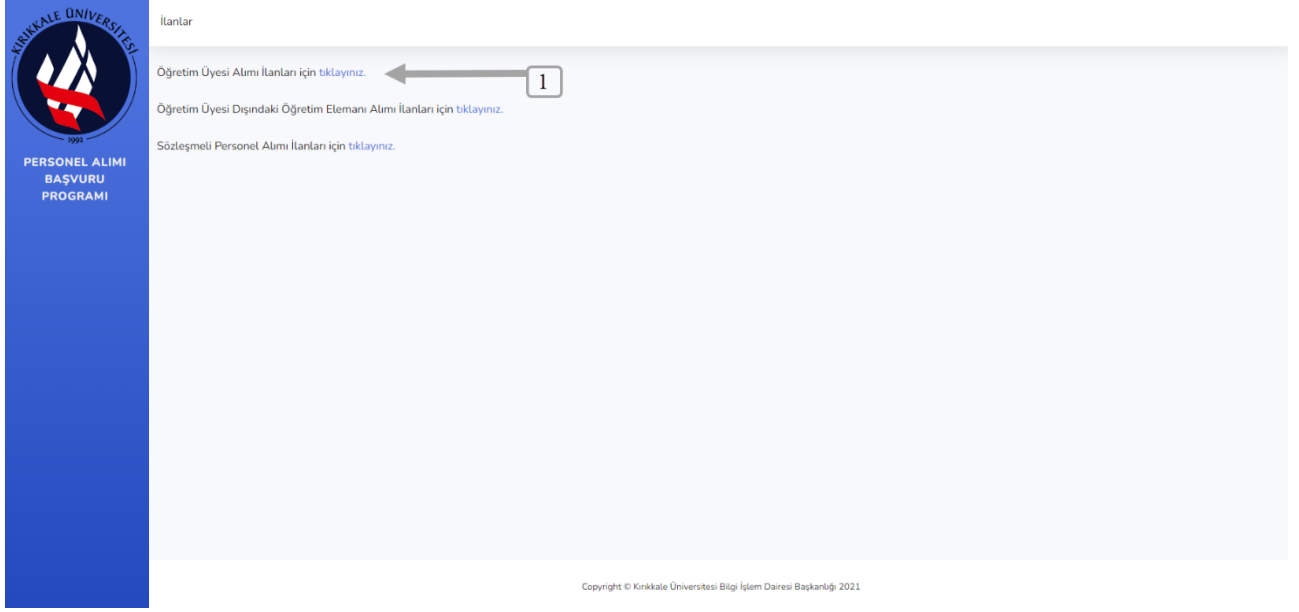 KIRIKKALE ÜNİVERSİTESİ
1992
PERSONEL ALIMI
BAŞVURU
PROGRAMI
İlanlar
Öğretim Üyesi Alımı İlanları için tıklayınız.
1
Öğretim Üyesi Dışındaki Öğretim Elemanı Alımı İlanları için tıklayınız.
Sözleşmeli Personel Alımı İlanları için tıklayınız.
Copyright © Kırıkkale Üniversitesi Bilgi İşlem Dairesi Başkanlığı 2021